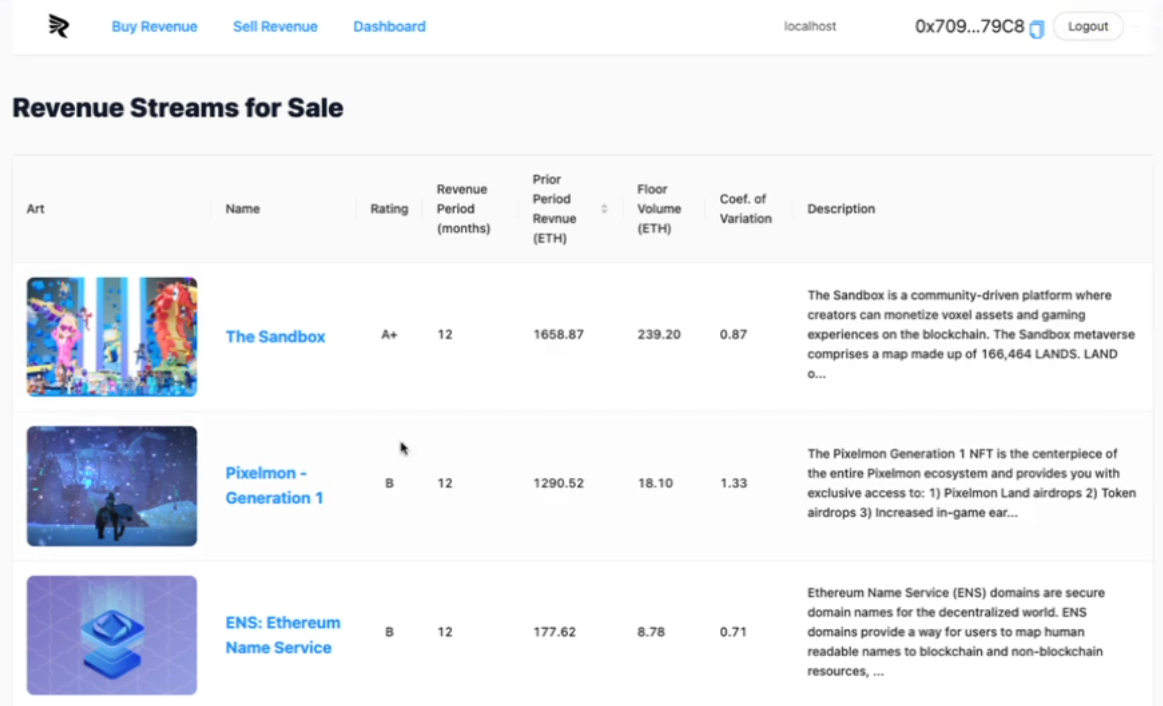 Buy Revenue Sell Revenue Dashboard localhost 0x709...79C8 Logout
Revenue Streams for Sale
Art
Name
Rating
Revenue
Period
(months)
Prior
Period
Revnue
(ETH)
Floor
Volume
(ETH)
Coef. of
Variation
Description
The Sandbox
A+
12
1658.87
239.20
0.87
The Sandbox is a community-driven platform where
creators can monetize voxel assets and gaming
experiences on the blockchain. The Sandbox metaverse
comprises a map made up of 166,464 LANDS. LAND
o...
Pixelmon -
Generation 1
B
12
1290.52
18.10
1.33
The Pixelmon Generation 1 NFT is the centerpiece of
the entire Pixelmon ecosystem and provides you with
exclusive access to: 1) Pixelmon Land airdrops 2) Token
airdrops 3) Increased in-game ear...
ENS: Ethereum
Name Service
B
12
177.62
8.78
0.71
Ethereum Name Service (ENS) domains are secure
domain names for the decentralized world. ENS
domains provide a way for users to map human
readable names to blockchain and non-blockchain
resources, ...